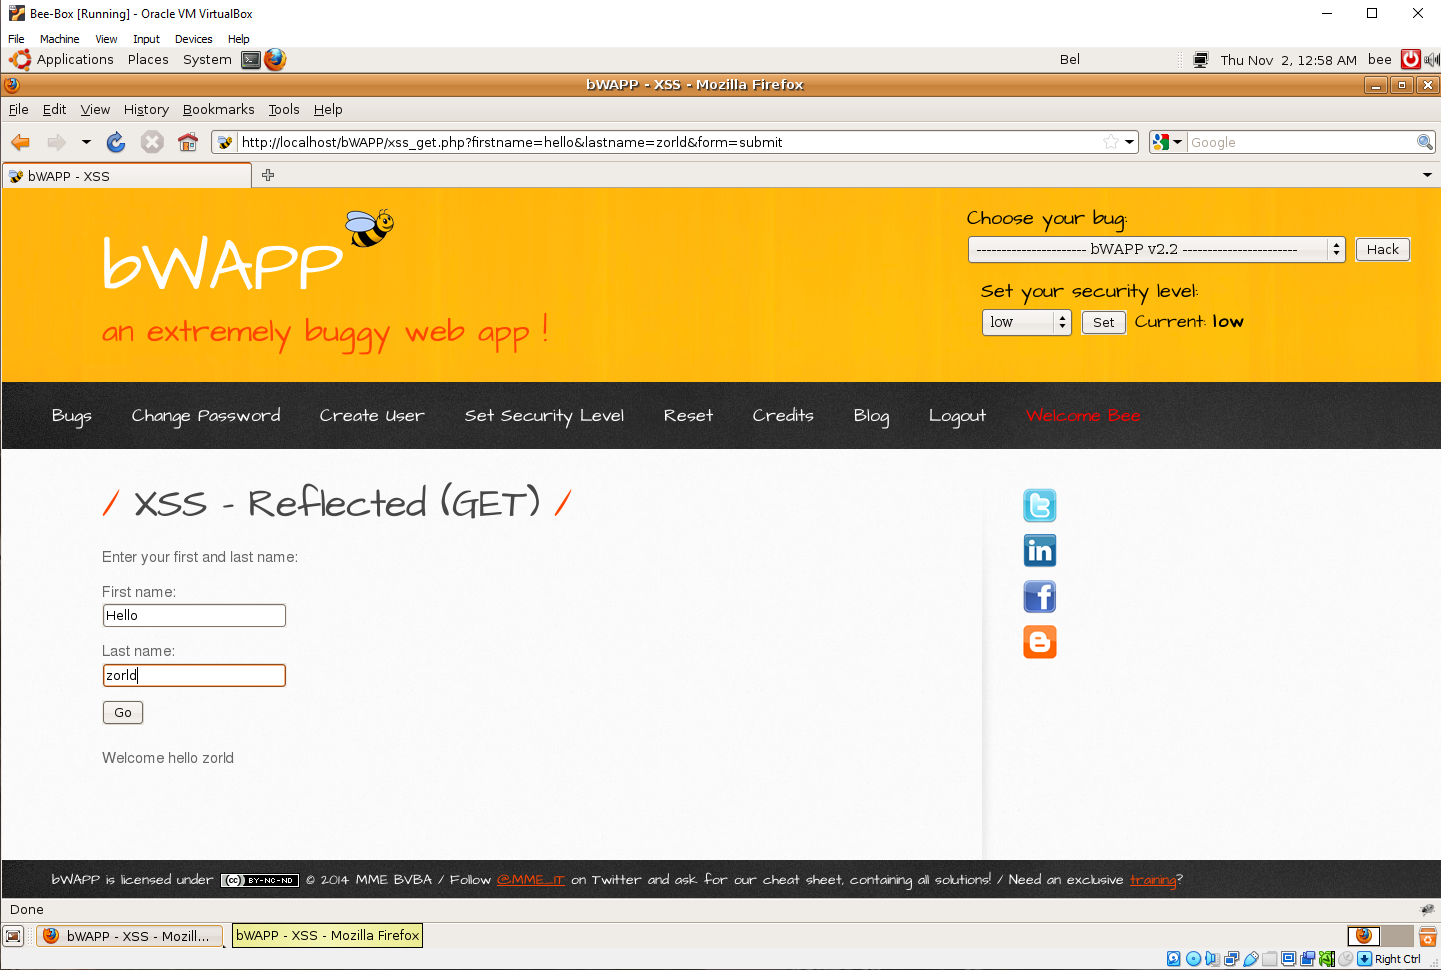 Bee-Box [Running] - Oracle VM VirtualBox
File Machine View Input Devices Help
Applications Places System Bel Thu Nov 2, 12:58 AM bee
bWAPP - XSS - Mozilla Firefox
File Edit View History Bookmarks Tools Help
http://localhost/bWAPP/xss_get.php?firstname=hello&lastname=zorld&form=submit Google
bWAPP - XSS
Choose your bug:
---------------------- bWAPP v2.2 ----------------------- Hack
bWAPP
Set your security level:
low Set Current: low
an extremely buggy web app !
Bugs Change Password Create User Set Security Level Reset Credits Blog Logout Welcome Bee
/ XSS - Reflected (GET) /
Enter your first and last name:
First name:
Hello
Last name:
zorld
Go
Welcome hello zorld
bWAPP is licensed under (cc) BY-NC-ND © 2014 MME BVBA / Follow @MME_IT on Twitter and ask for our cheat sheet, containing all solutions! / Need an exclusive training?
Done
bWAPP - XSS - Mozill... bWAPP - XSS - Mozilla Firefox
Right Ctrl